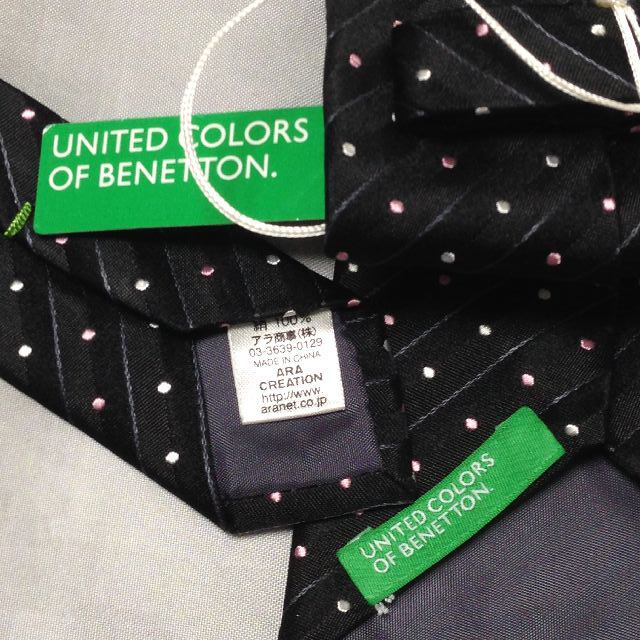 UNITED COLORS
OF BENETTON.
絹 100%
アラ商事(株)
03-3639-0129
MADE IN CHINA
ARA
CREATION
http://www
aranet.co.jp
UNITED COLORS
OF BENETTON.